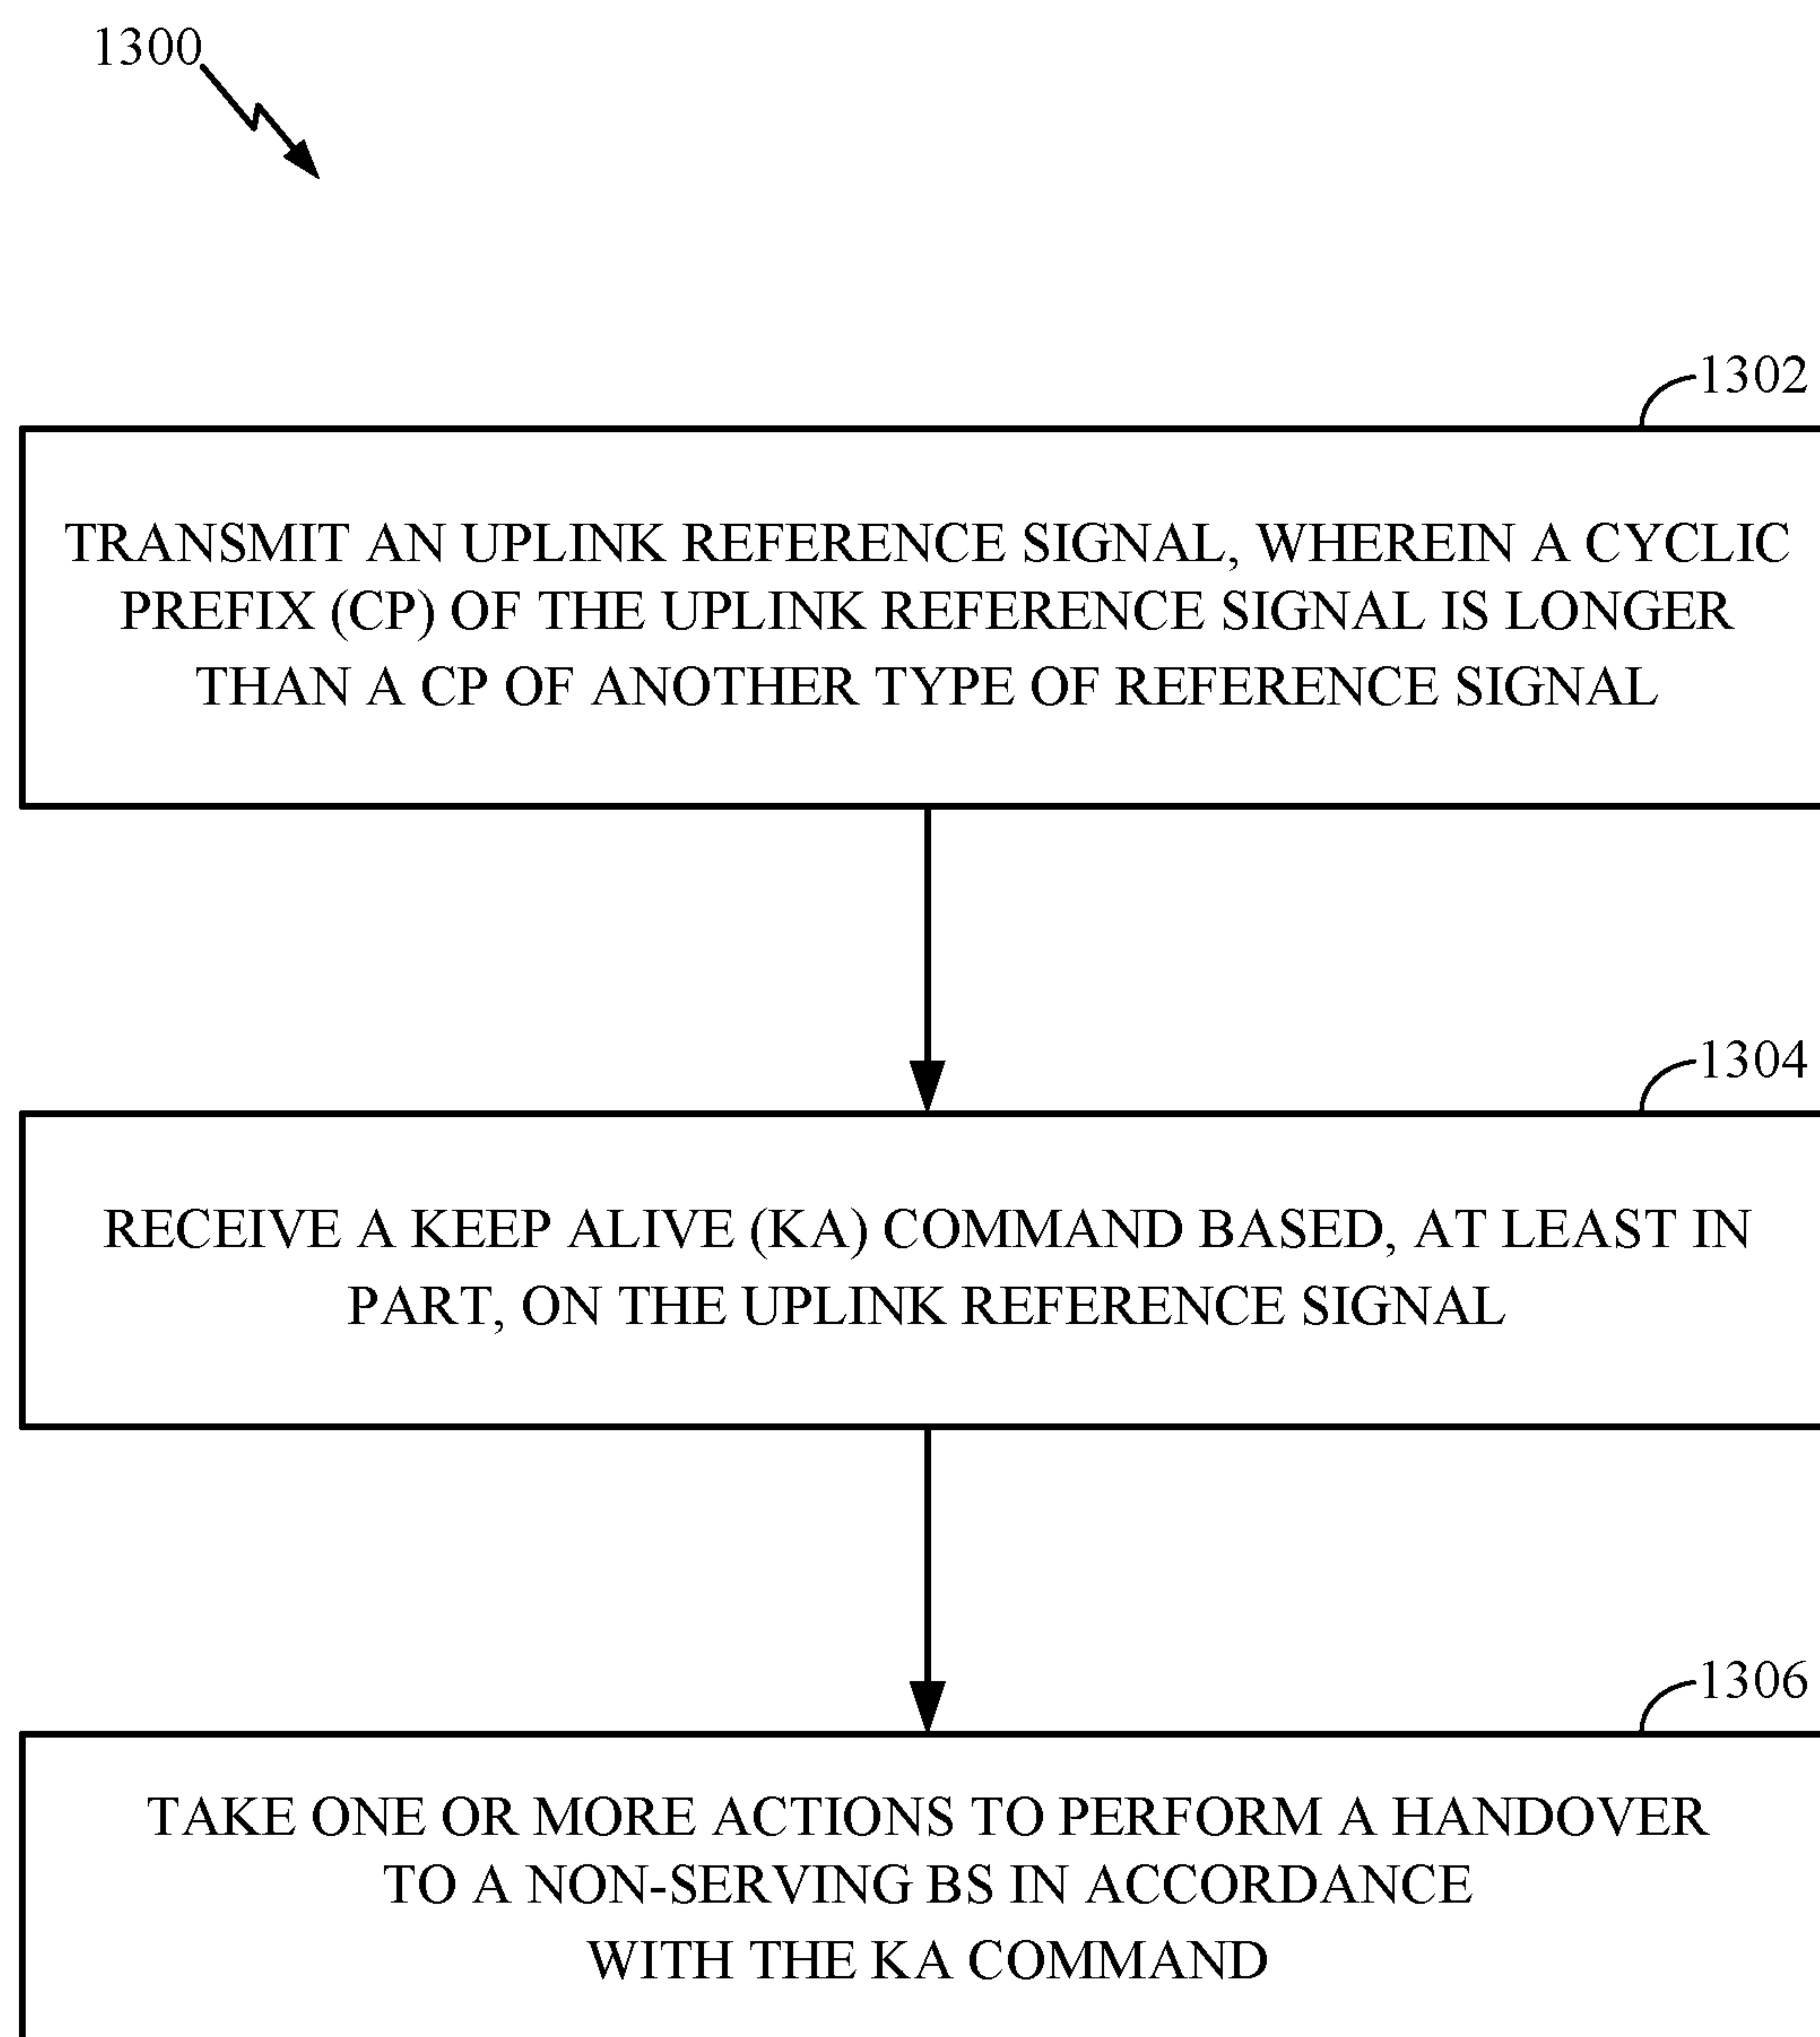 1300
1302
TRANSMIT AN UPLINK REFERENCE SIGNAL, WHEREIN A CYCLIC
PREFIX (CP) OF THE UPLINK REFERENCE SIGNAL IS LONGER
THAN A CP OF ANOTHER TYPE OF REFERENCE SIGNAL
1304
RECEIVE A KEEP ALIVE (KA) COMMAND BASED, AT LEAST IN
PART, ON THE UPLINK REFERENCE SIGNAL
1306
TAKE ONE OR MORE ACTIONS TO PERFORM A HANDOVER
TO A NON-SERVING BS IN ACCORDANCE
WITH THE KA COMMAND